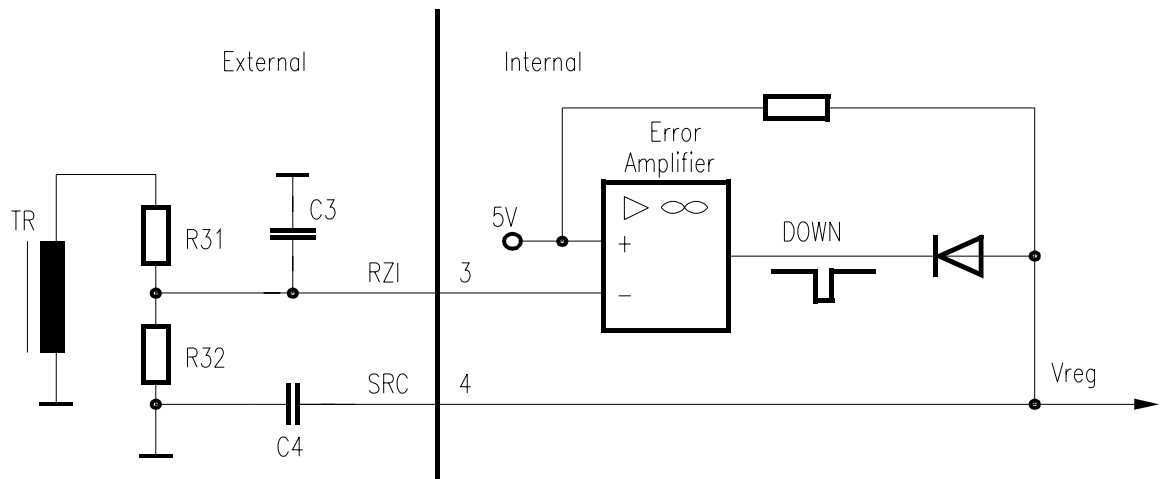 External
Internal
Error
Amplifier
TR
R31
C3
5V
+
DOWN
RZI
3
−
R32
SRC
4
Vreg
C4